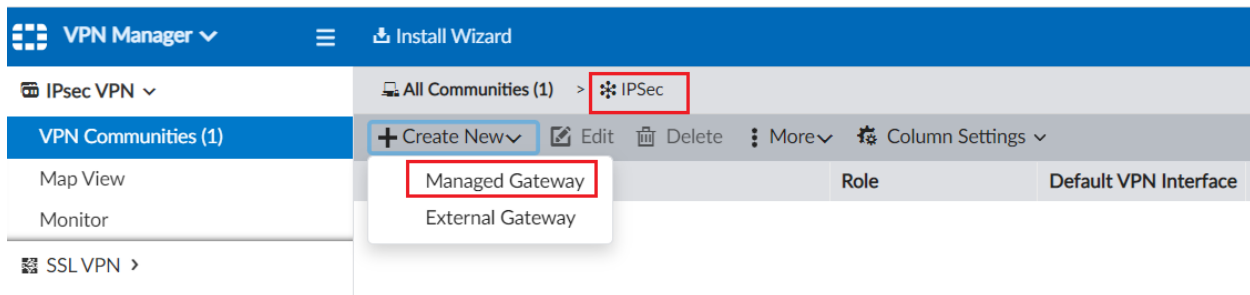 VPN Manager
Install Wizard
IPsec VPN
All Communities (1) > IPSec
VPN Communities (1)
Create New Edit Delete More Column Settings
Map View
Managed Gateway
Role Default VPN Interface
Monitor
External Gateway
SSL VPN